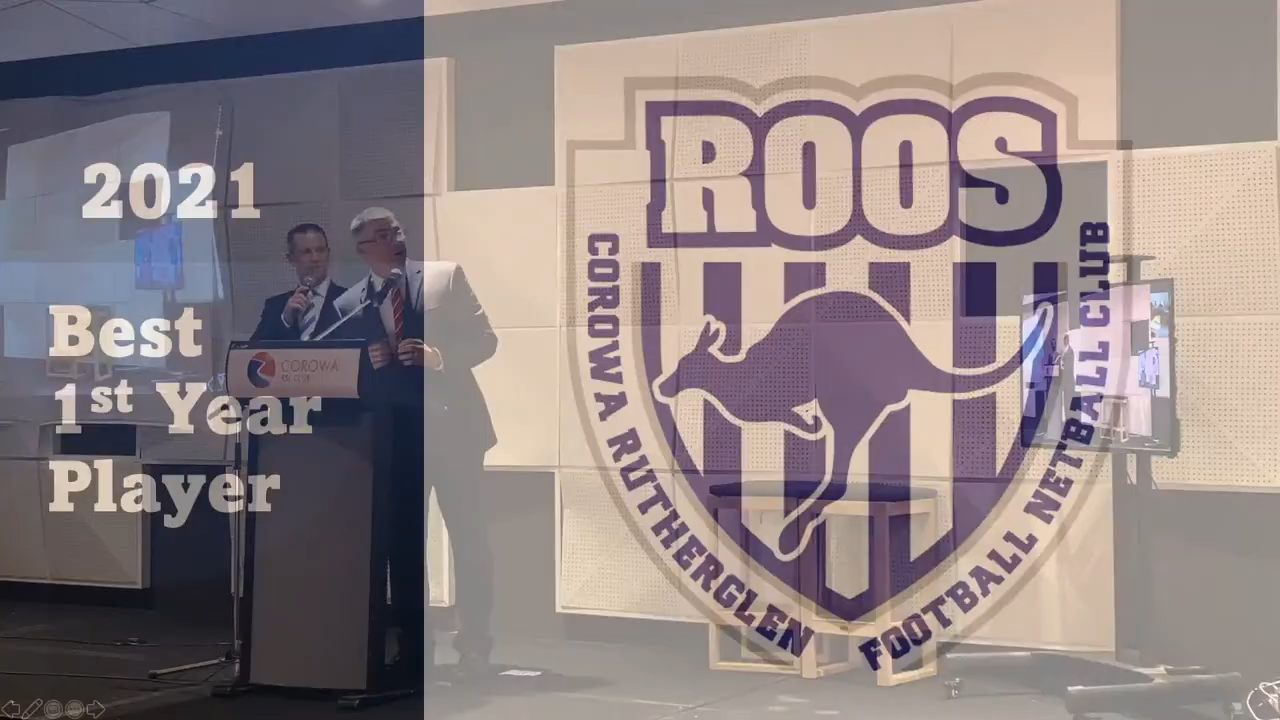 2021
Best
1st Year
Player
ROOS
COROWA RUTHERGLEN
FOOTBALL NETBALL CLUB
COROWA